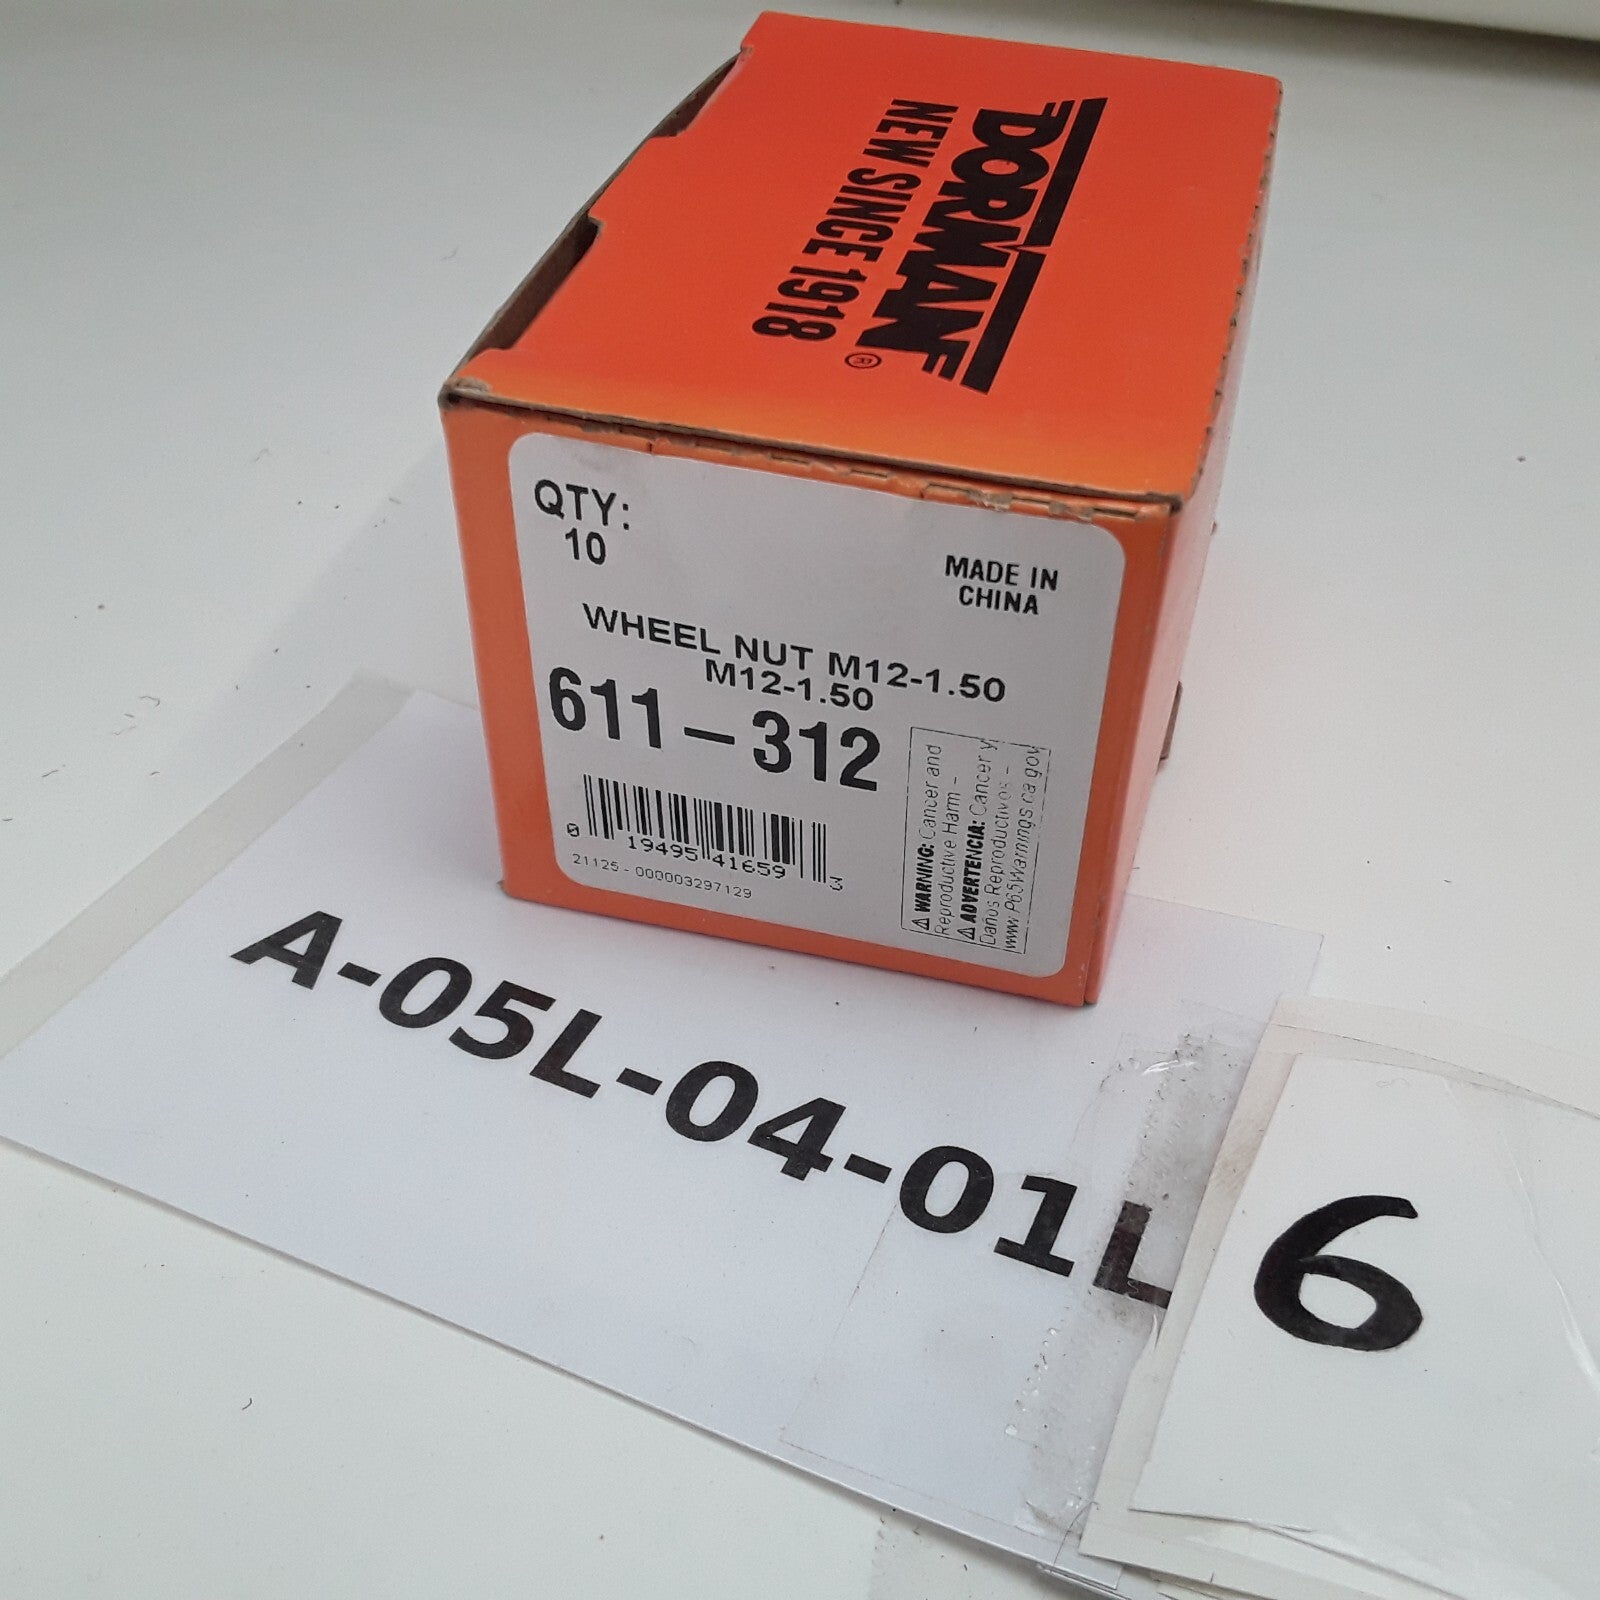 DORMAN®
NEW SINCE 1918
QTY:
10
MADE IN
CHINA
WHEEL NUT M12-1.50
M12-1.50
611-312
0 19495 41659 3
21125 - 000003297129
⚠ WARNING: Cancer and
Reproductive Harm -
⚠ ADVERTENCIA: Cancer y
Daños Reproductivos -
www.P65Warnings.ca.gov
A-05L-04-01L
6